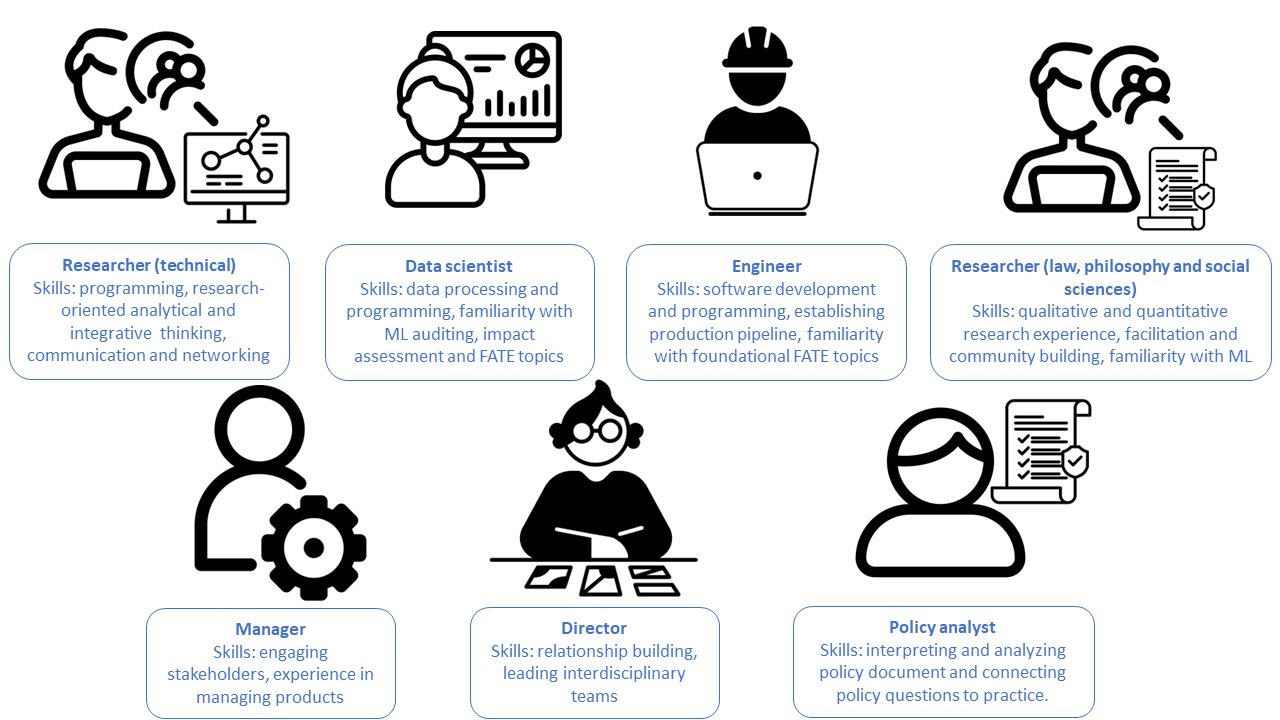 Researcher (technical)
Skills: programming, research-
oriented analytical and
integrative thinking,
communication and networking
Data scientist
Skills: data processing and
programming, familiarity with
ML auditing, impact
assessment and FATE topics
Engineer
Skills: software development
and programming, establishing
production pipeline, familiarity
with foundational FATE topics
Researcher (law, philosophy and social
sciences)
Skills: qualitative and quantitative
research experience, facilitation and
community building, familiarity with ML
Manager
Skills: engaging
stakeholders, experience in
managing products
Director
Skills: relationship building,
leading interdisciplinary
teams
Policy analyst
Skills: interpreting and analyzing
policy document and connecting
policy questions to practice.